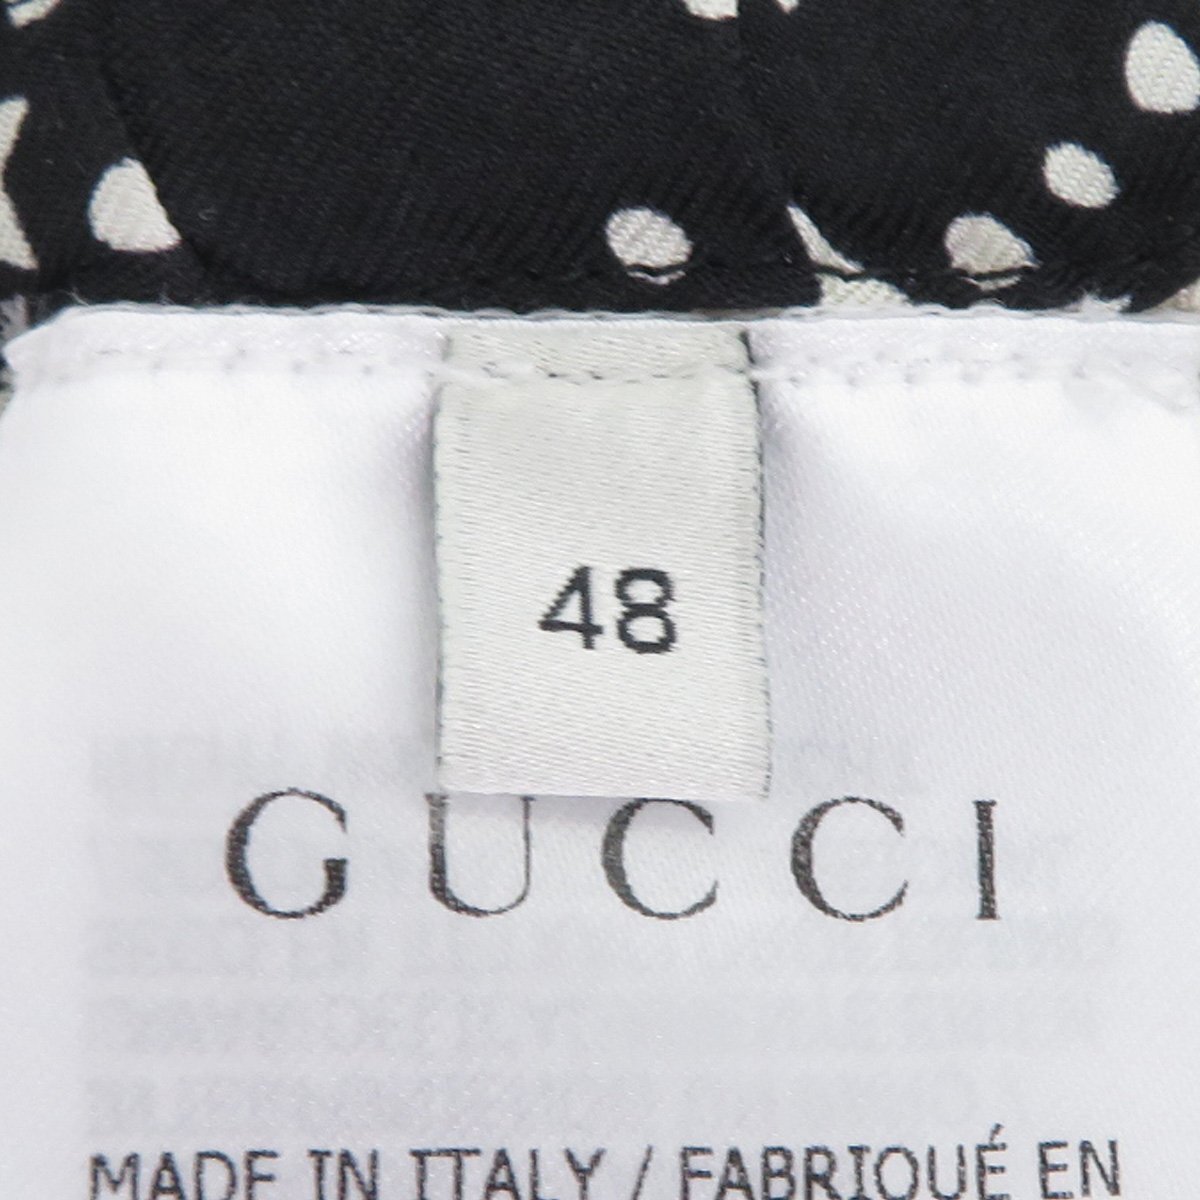 48
GUCCI
MADE IN ITALY / FABRIQUÉ EN